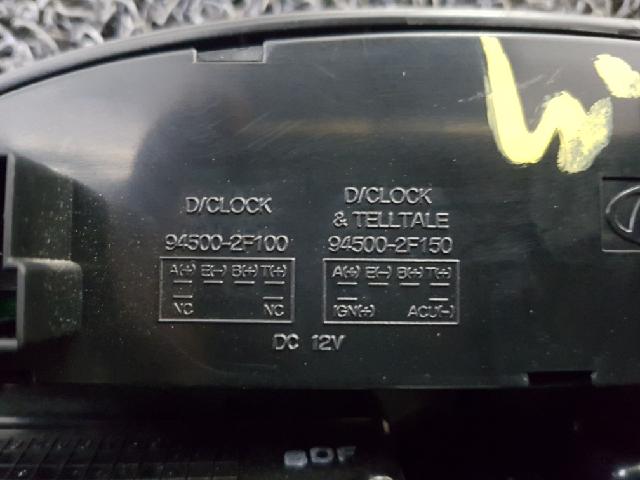 D/CLOCK
94500-2F100
A(+) E(-) B(+) T(+)
NC NC
D/CLOCK
& TELLTALE
94500-2F150
A(+) E(-) B(+) T(+)
IGN(+) ACU(-)
DC 12V